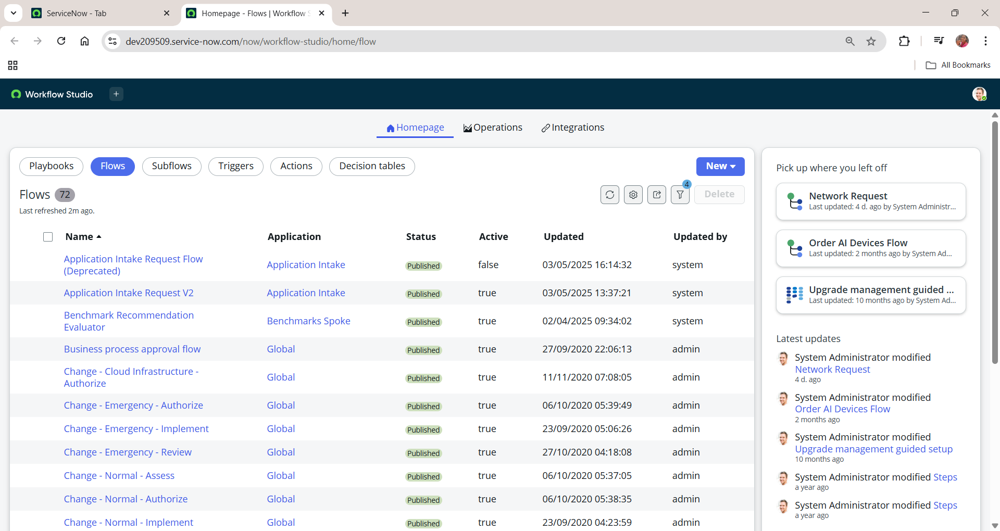 ServiceNow - Tab
Homepage - Flows | Workflow S
dev209509.service-now.com/now/workflow-studio/home/flow
All Bookmarks
Workflow Studio
Homepage
Operations
Integrations
Playbooks
Flows
Subflows
Triggers
Actions
Decision tables
New
Flows 72
Last refreshed 2m ago.
4
Delete
Name Application Status Active Updated Updated by
Application Intake Request Flow
(Deprecated)
Application Intake Published false 03/05/2025 16:14:32 system
Application Intake Request V2 Application Intake Published true 03/05/2025 13:37:21 system
Benchmark Recommendation
Evaluator
Benchmarks Spoke Published true 02/04/2025 09:34:02 system
Business process approval flow Global Published true 27/09/2020 22:06:13 admin
Change - Cloud Infrastructure -
Authorize
Global Published true 11/11/2020 07:08:05 admin
Change - Emergency - Authorize Global Published true 06/10/2020 05:39:49 admin
Change - Emergency - Implement Global Published true 23/09/2020 05:06:26 admin
Change - Emergency - Review Global Published true 27/10/2020 04:18:08 admin
Change - Normal - Assess Global Published true 06/10/2020 05:37:05 admin
Change - Normal - Authorize Global Published true 06/10/2020 05:38:35 admin
Change - Normal - Implement Global Published true 23/09/2020 04:23:59 admin
Pick up where you left off
Network Request
Last updated: 4 d. ago by System Administr...
Order AI Devices Flow
Last updated: 2 months ago by System Ad...
Upgrade management guided ...
Last updated: 10 months ago by System Ad...
Latest updates
System Administrator modified
Network Request
4 d. ago
System Administrator modified
Order AI Devices Flow
2 months ago
System Administrator modified
Upgrade management guided setup
10 months ago
System Administrator modified Steps
a year ago
System Administrator modified Steps
a year ago